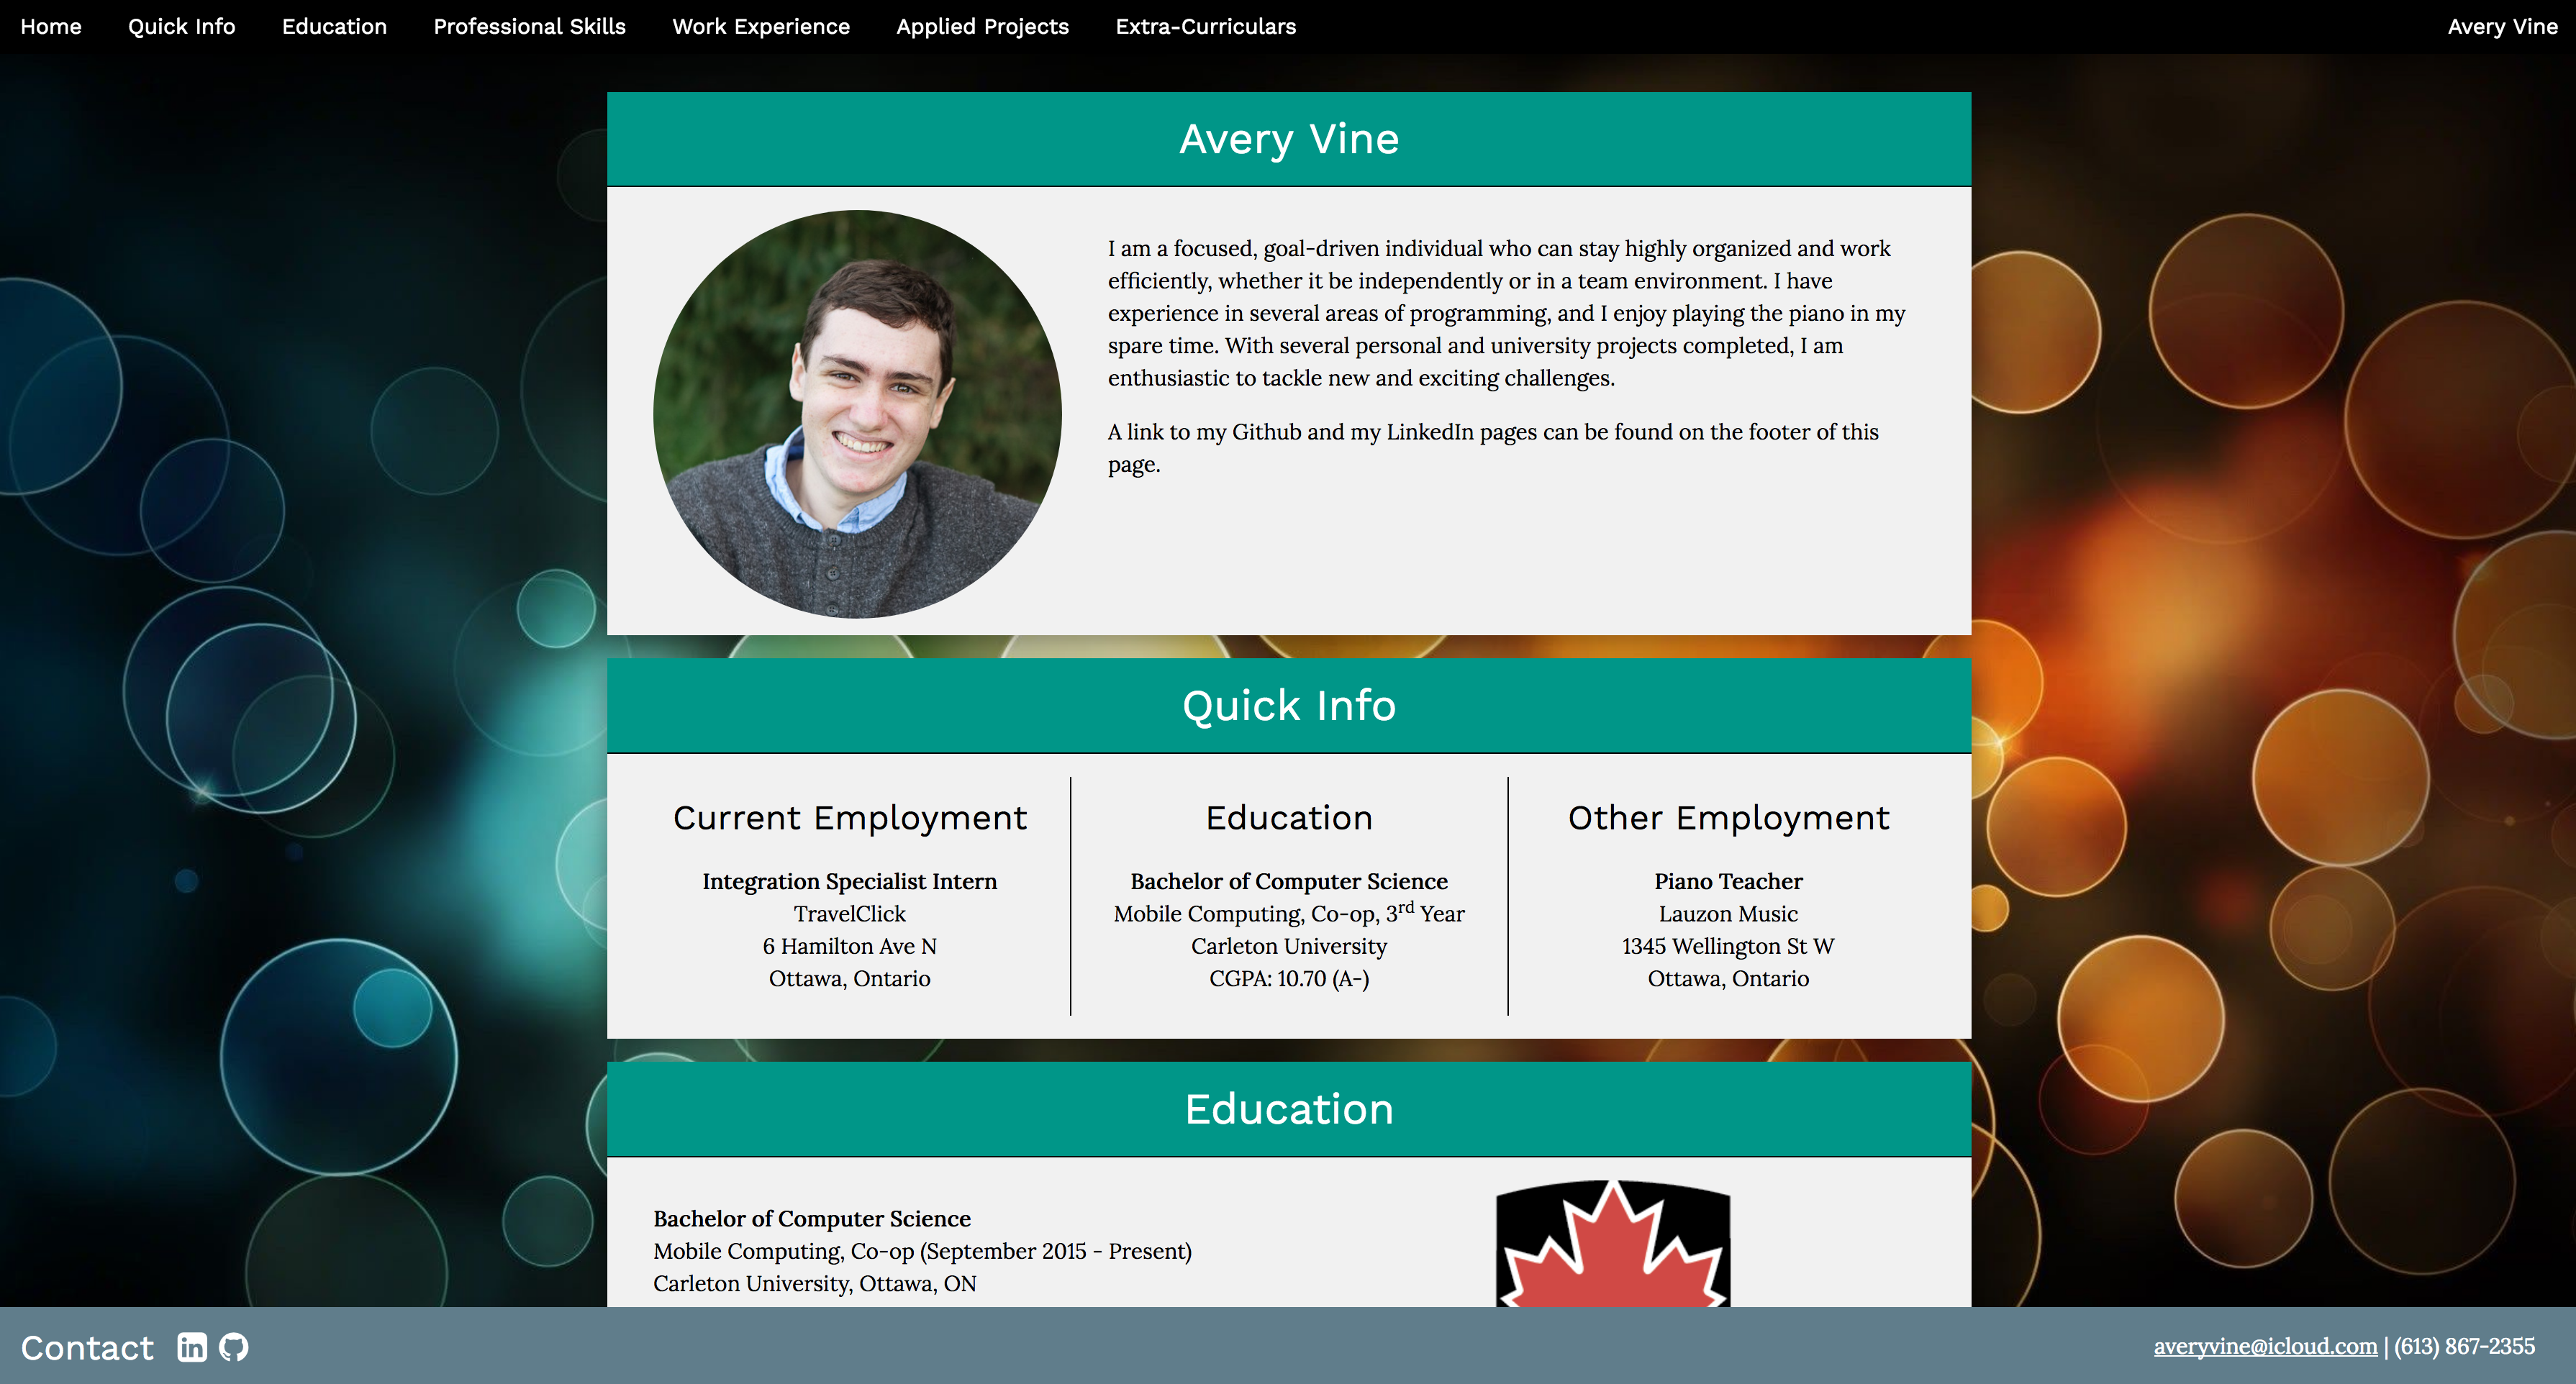 Home Quick Info Education Professional Skills Work Experience Applied Projects Extra-Curriculars Avery Vine
Avery Vine
I am a focused, goal-driven individual who can stay highly organized and work
efficiently, whether it be independently or in a team environment. I have
experience in several areas of programming, and I enjoy playing the piano in my
spare time. With several personal and university projects completed, I am
enthusiastic to tackle new and exciting challenges.
A link to my Github and my LinkedIn pages can be found on the footer of this
page.
Quick Info
Current Employment
Integration Specialist Intern
TravelClick
6 Hamilton Ave N
Ottawa, Ontario
Education
Bachelor of Computer Science
Mobile Computing, Co-op, 3rd Year
Carleton University
CGPA: 10.70 (A-)
Other Employment
Piano Teacher
Lauzon Music
1345 Wellington St W
Ottawa, Ontario
Education
Bachelor of Computer Science
Mobile Computing, Co-op (September 2015 - Present)
Carleton University, Ottawa, ON
Contact in averyvine@icloud.com | (613) 867-2355